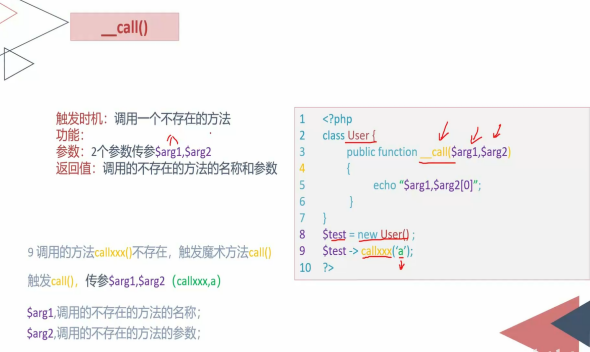 __call()
触发时机：调用一个不存在的方法
功能：
参数：2个参数传参$arg1,$arg2
返回值：调用的不存在的方法的名称和参数
1 <?php
2 class User {
3 public function __call($arg1,$arg2)
4 {
5 echo “$arg1,$arg2[0]”;
6 }
7 }
8 $test = new User() ;
9 $test -> callxxx(‘a’);
10 ?>
9 调用的方法callxxx()不存在，触发魔术方法call()
触发call()，传参$arg1,$arg2（callxxx,a）
$arg1,调用的不存在的方法的名称；
$arg2,调用的不存在的方法的参数；